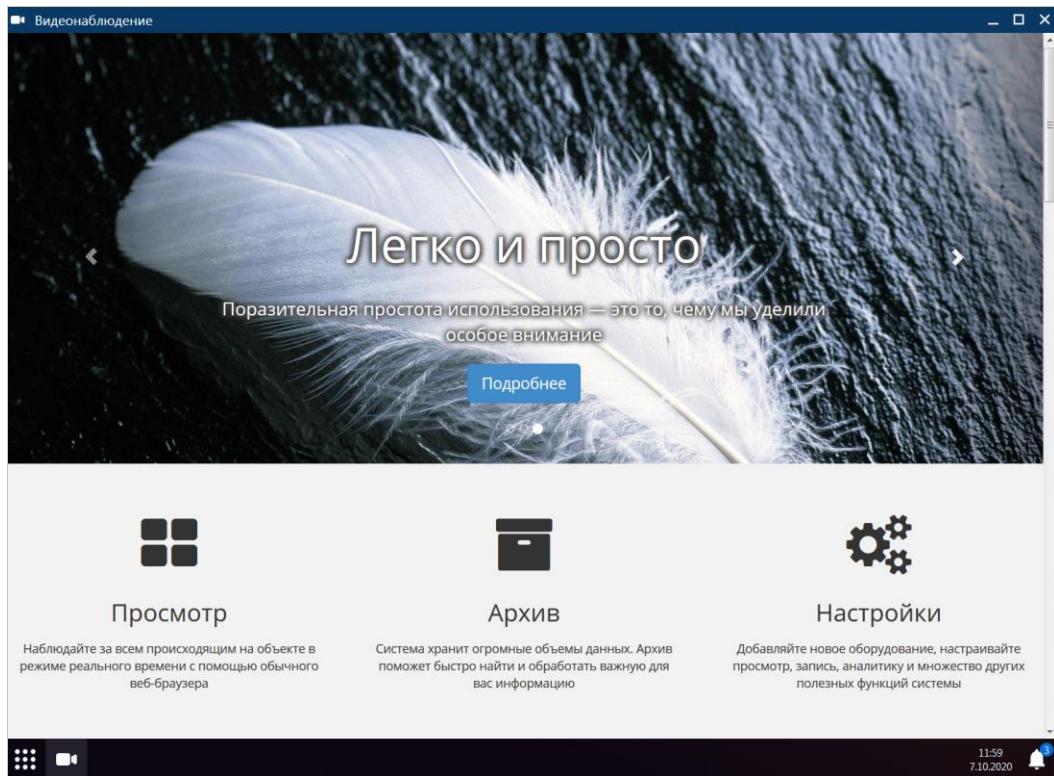 Видеонаблюдение
Легко и просто
Поразительная простота использования — это то, чему мы уделили
особое внимание
Подробнее
Просмотр
Наблюдайте за всем происходящим на объекте в
режиме реального времени с помощью обычного
веб-браузера
Архив
Система хранит огромные объемы данных. Архив
поможет быстро найти и обработать важную для
вас информацию
Настройки
Добавляйте новое оборудование, настраивайте
просмотр, запись, аналитику и множество других
полезных функций системы
11:59
7.10.2020
3